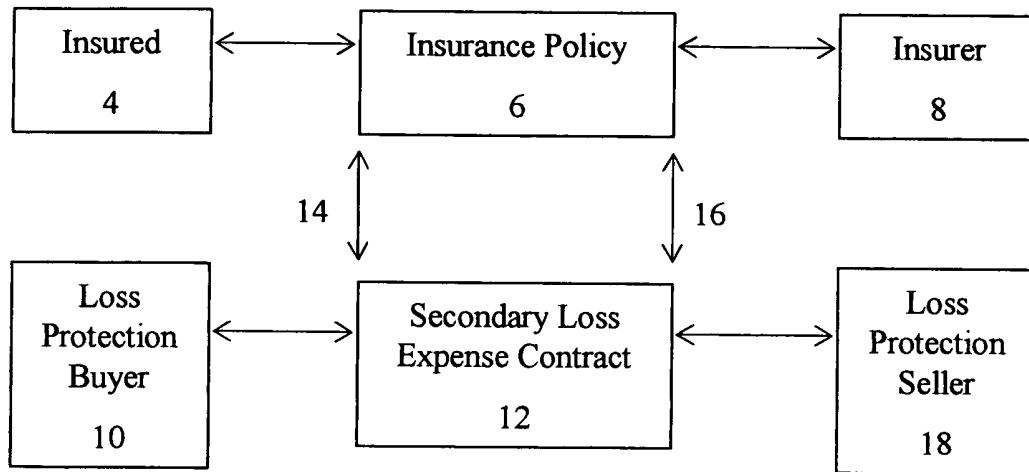 Insured
4
Insurance Policy
6
Insurer
8
14
16
Loss
Protection
Buyer
10
Secondary Loss
Expense Contract
12
Loss
Protection
Seller
18